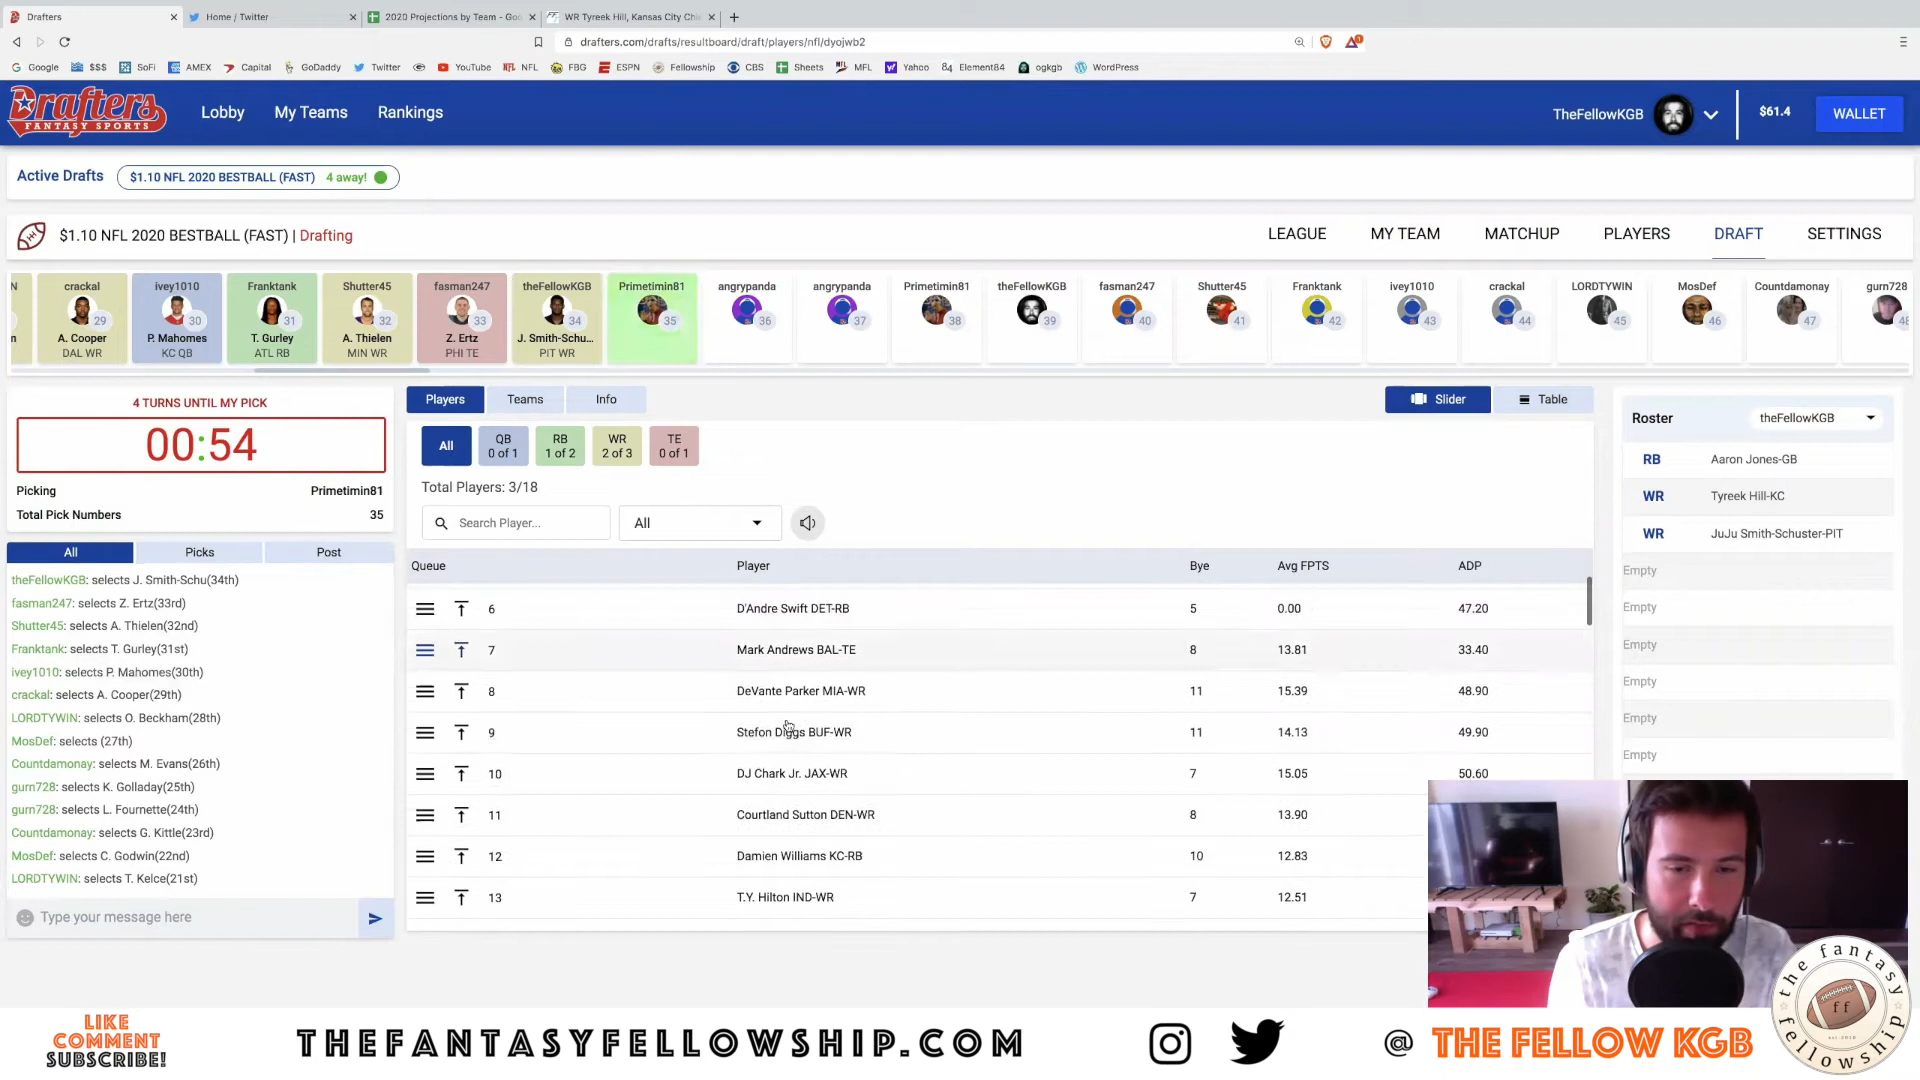 Drafters
Home / Twitter
2020 Projections by Team - Goo
WR Tyreek Hill, Kansas City Chi
drafters.com/drafts/resultboard/draft/players/nfl/dyojwb2
Google
$$$
SoFi
AMEX
Capital
GoDaddy
Twitter
YouTube
NFL
FBG
ESPN
Fellowship
CBS
Sheets
MFL
Yahoo
Element84
ogkgb
WordPress
Drafters
FANTASY SPORTS
Lobby
My Teams
Rankings
TheFellowKGB
$61.4
WALLET
Active Drafts
$1.10 NFL 2020 BESTBALL (FAST) 4 away!
$1.10 NFL 2020 BESTBALL (FAST) | Drafting
LEAGUE
MY TEAM
MATCHUP
PLAYERS
DRAFT
SETTINGS
N
crackal
29
A. Cooper
DAL WR
ivey1010
30
P. Mahomes
KC QB
Franktank
31
T. Gurley
ATL RB
Shutter45
32
A. Thielen
MIN WR
fasman247
33
Z. Ertz
PHI TE
theFellowKGB
34
J. Smith-Schu...
PIT WR
Primetimin81
35
angrypanda
36
angrypanda
37
Primetimin81
38
theFellowKGB
39
fasman247
40
Shutter45
41
Franktank
42
ivey1010
43
crackal
44
LORDTYWIN
45
MosDef
46
Countdamonay
47
gurn728
4 TURNS UNTIL MY PICK
00:54
Picking Primetimin81
Total Pick Numbers 35
All
Picks
Post
theFellowKGB: selects J. Smith-Schu(34th)
fasman247: selects Z. Ertz(33rd)
Shutter45: selects A. Thielen(32nd)
Franktank: selects T. Gurley(31st)
ivey1010: selects P. Mahomes(30th)
crackal: selects A. Cooper(29th)
LORDTYWIN: selects O. Beckham(28th)
MosDef: selects (27th)
Countdamonay: selects M. Evans(26th)
gurn728: selects K. Golladay(25th)
gurn728: selects L. Fournette(24th)
Countdamonay: selects G. Kittle(23rd)
MosDef: selects C. Godwin(22nd)
LORDTYWIN: selects T. Kelce(21st)
Type your message here
Players
Teams
Info
Slider
Table
All
QB
0 of 1
RB
1 of 2
WR
2 of 3
TE
0 of 1
Total Players: 3/18
Search Player...
All
Queue Player Bye Avg FPTS ADP
6 D'Andre Swift DET-RB 5 0.00 47.20
7 Mark Andrews BAL-TE 8 13.81 33.40
8 DeVante Parker MIA-WR 11 15.39 48.90
9 Stefon Diggs BUF-WR 11 14.13 49.90
10 DJ Chark Jr. JAX-WR 7 15.05 50.60
11 Courtland Sutton DEN-WR 8 13.90
12 Damien Williams KC-RB 10 12.83
13 T.Y. Hilton IND-WR 7 12.51
Roster theFellowKGB
RB Aaron Jones-GB
WR Tyreek Hill-KC
WR JuJu Smith-Schuster-PIT
Empty
Empty
Empty
Empty
Empty
Empty
LIKE
COMMENT
SUBSCRIBE!
THEFANTASYFELLOWSHIP.COM
@ THE FELLOW KGB
the fantasy
ff
fellowship